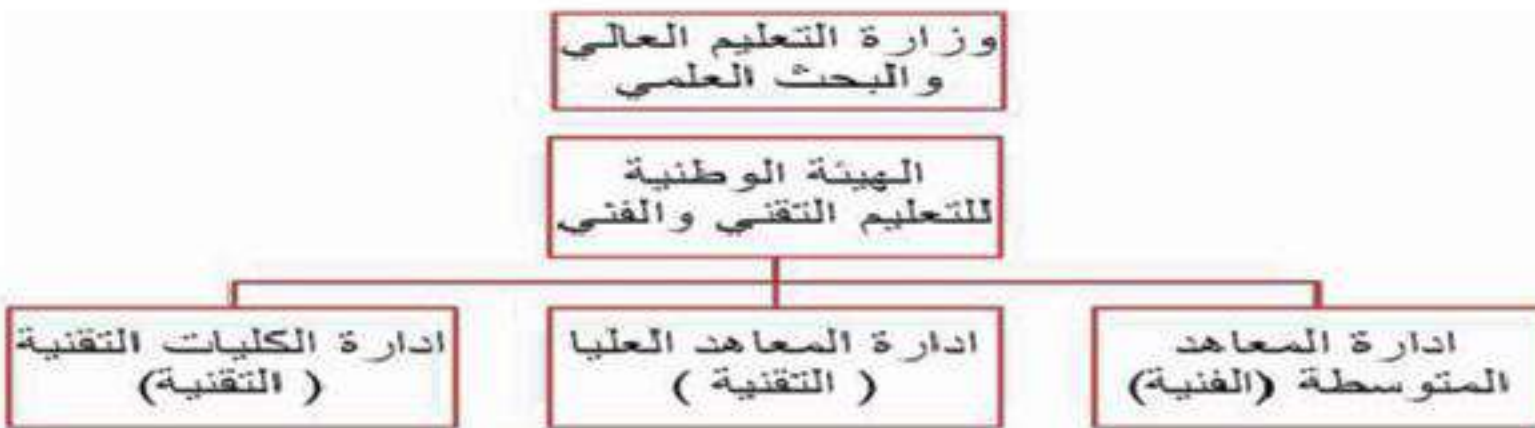 وزارة التعليم العالي
والبحث العلمي
الهيئة الوطنية
للتعليم التقني والفني
ادارة المعاهد
المتوسطة (الفنية)
ادارة المعاهد العليا
( التقنية )
ادارة الكليات التقنية
( التقنية)